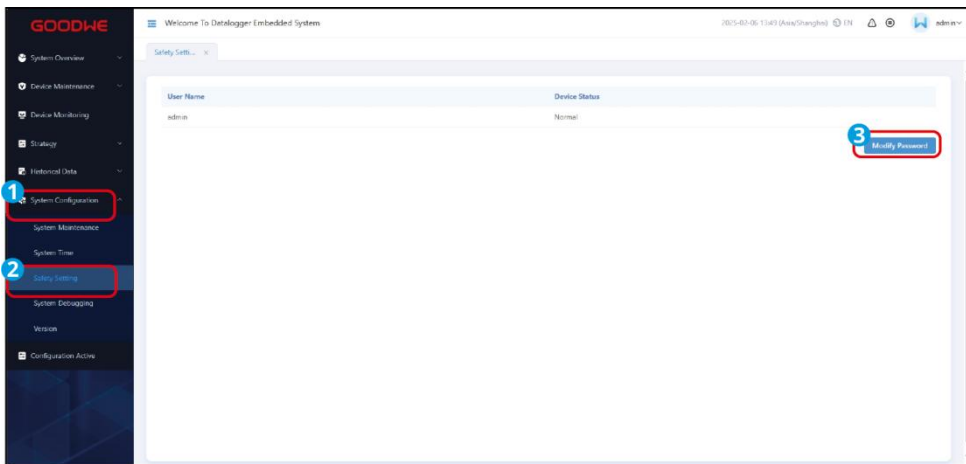 GOODWE
Welcome To Datalogger Embedded System
2025-02-06 13:49 (Asia/Shanghai) EN admin
System Overview
Safety Setti... ×
Device Maintenance
User Name Device Status
Device Monitoring
admin Normal
Strategy
3
Modify Password
Historical Data
1
System Configuration
System Maintenance
System Time
2
Safety Setting
System Debugging
Version
Configuration Active